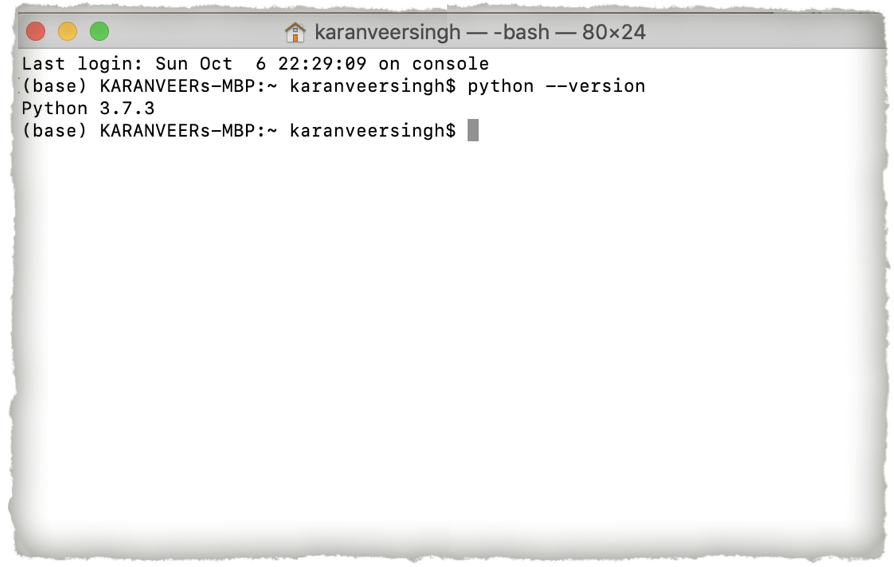 karanveersingh — -bash — 80×24
Last login: Sun Oct  6 22:29:09 on console
(base) KARANVEERs-MBP:~ karanveersingh$ python --version
Python 3.7.3
(base) KARANVEERs-MBP:~ karanveersingh$